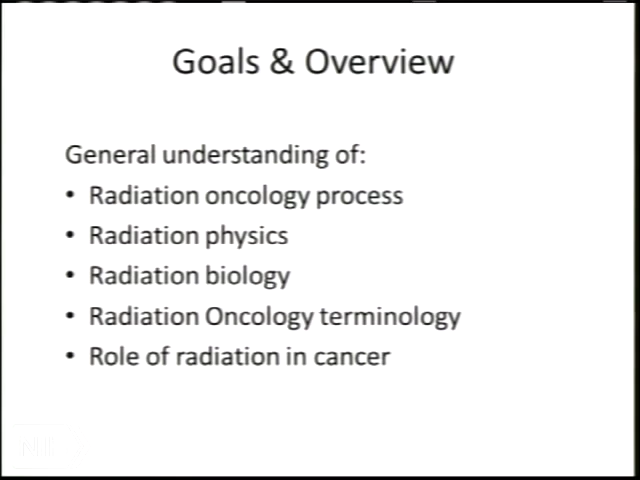 Goals & Overview
General understanding of:
• Radiation oncology process
• Radiation physics
• Radiation biology
• Radiation Oncology terminology
• Role of radiation in cancer